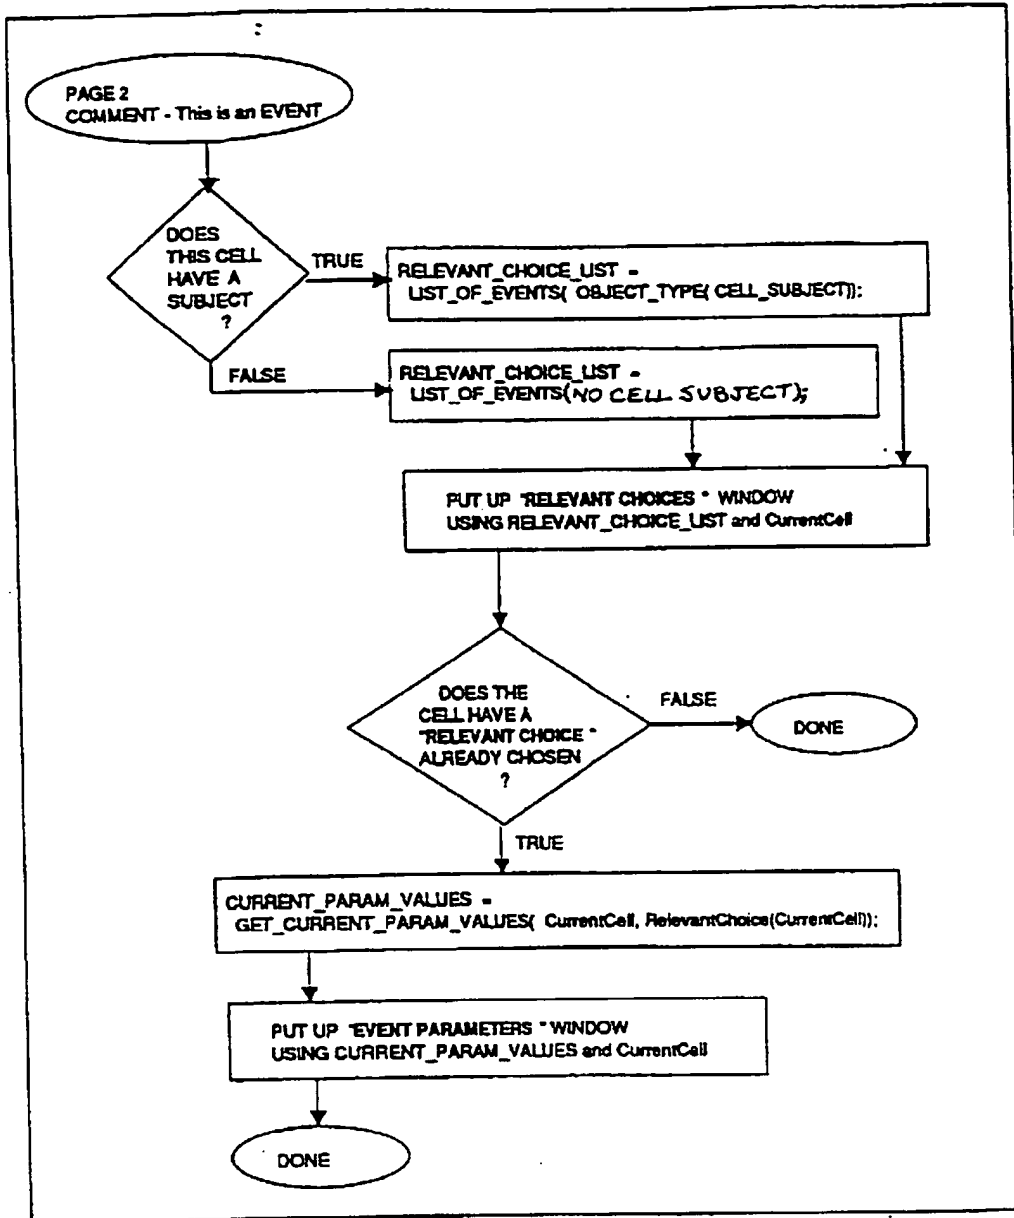 PAGE 2
COMMENT - This is an EVENT
DOES
THIS CELL
HAVE A
SUBJECT
?
TRUE
RELEVANT_CHOICE_LIST =
LIST_OF_EVENTS( OBJECT_TYPE( CELL_SUBJECT));
FALSE
RELEVANT_CHOICE_LIST =
LIST_OF_EVENTS(NO CELL SUBJECT);
PUT UP "RELEVANT CHOICES " WINDOW
USING RELEVANT_CHOICE_LIST and CurrentCell
DOES THE
CELL HAVE A
"RELEVANT CHOICE "
ALREADY CHOSEN
?
FALSE
DONE
TRUE
CURRENT_PARAM_VALUES =
GET_CURRENT_PARAM_VALUES( CurrentCell, RelevantChoice(CurrentCell));
PUT UP "EVENT PARAMETERS " WINDOW
USING CURRENT_PARAM_VALUES and CurrentCell
DONE